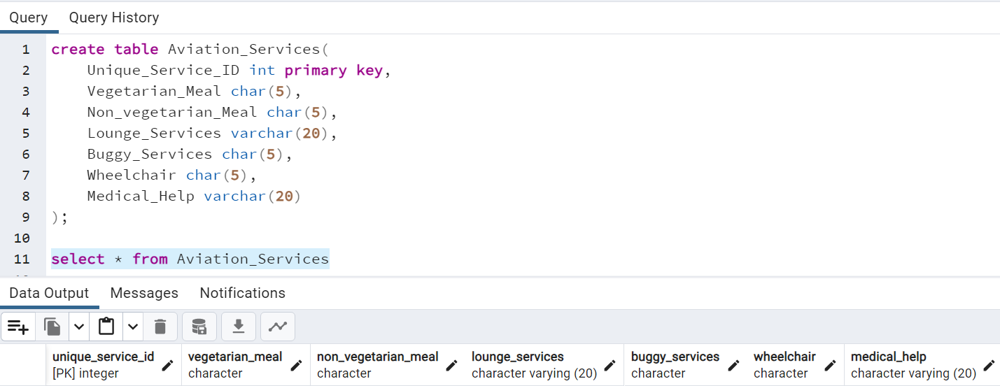 Query Query History
1 create table Aviation_Services(
2 Unique_Service_ID int primary key,
3 Vegetarian_Meal char(5),
4 Non_vegetarian_Meal char(5),
5 Lounge_Services varchar(20),
6 Buggy_Services char(5),
7 Wheelchair char(5),
8 Medical_Help varchar(20)
9 );
10
11 select * from Aviation_Services
Data Output Messages Notifications
unique_service_id vegetarian_meal non_vegetarian_meal lounge_services buggy_services wheelchair medical_help
[PK] integer character character character varying (20) character character character varying (20)